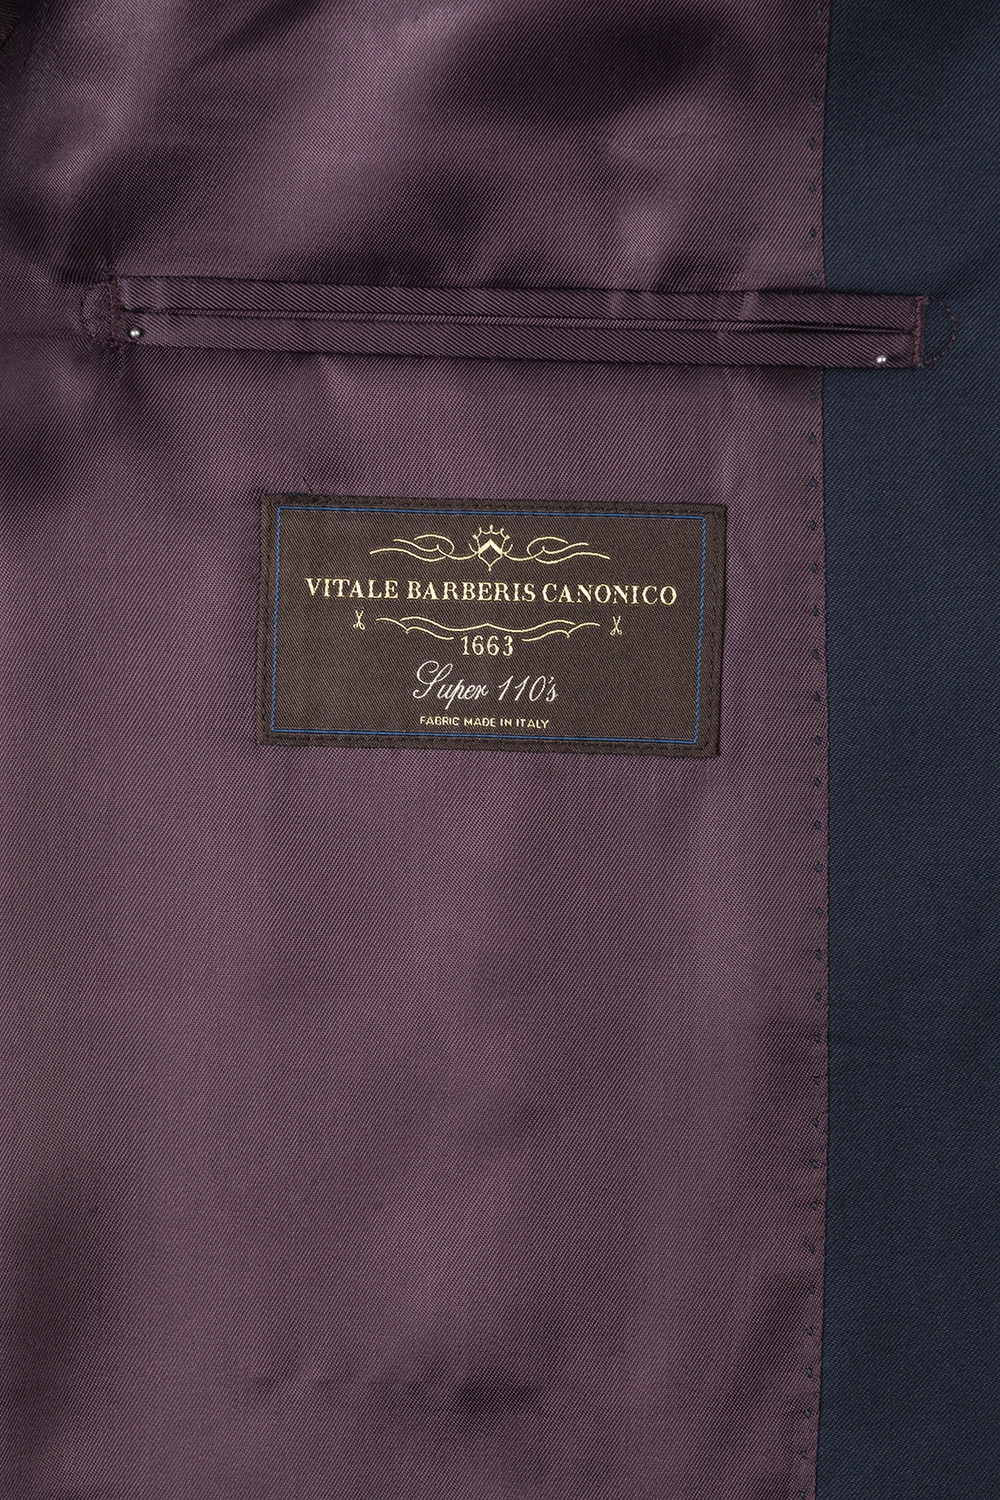 VITALE BARBERIS CANONICO
1663
Super 110's
FABRIC MADE IN ITALY